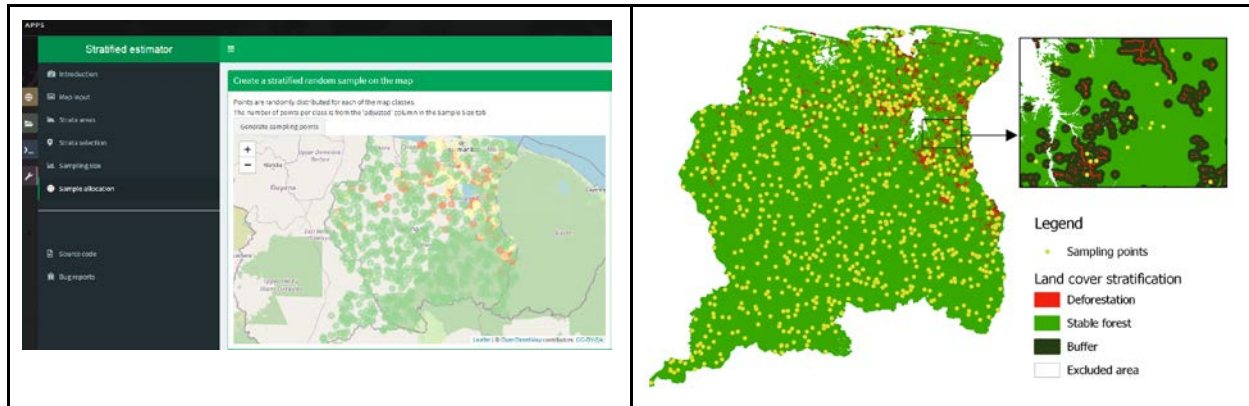 APPS
Stratified estimator
Introduction
Map input
Strata areas
Strata selection
Sampling size
Sample allocation
Source code
Bug reports
Create a stratified random sample on the map
Points are randomly distributed for each of the map classes.
The number of points per class is from the 'adjusted' column in the Sample Size tab
Generate sampling points
+
−
Guyana
Leaflet | © OpenStreetMap contributors, CC-BY-SA
Legend
Sampling points
Land cover stratification
Deforestation
Stable forest
Buffer
Excluded area